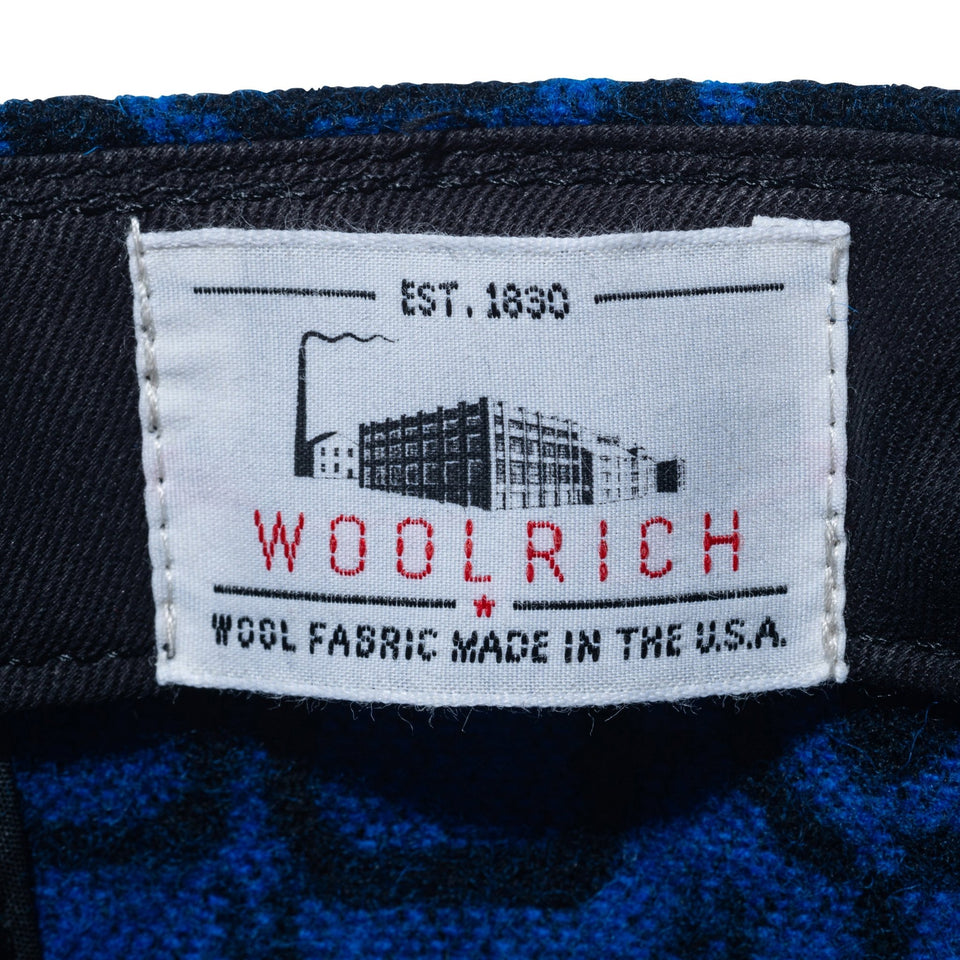 EST. 1830
WOOLRICH
WOOL FABRIC MADE IN THE U.S.A.